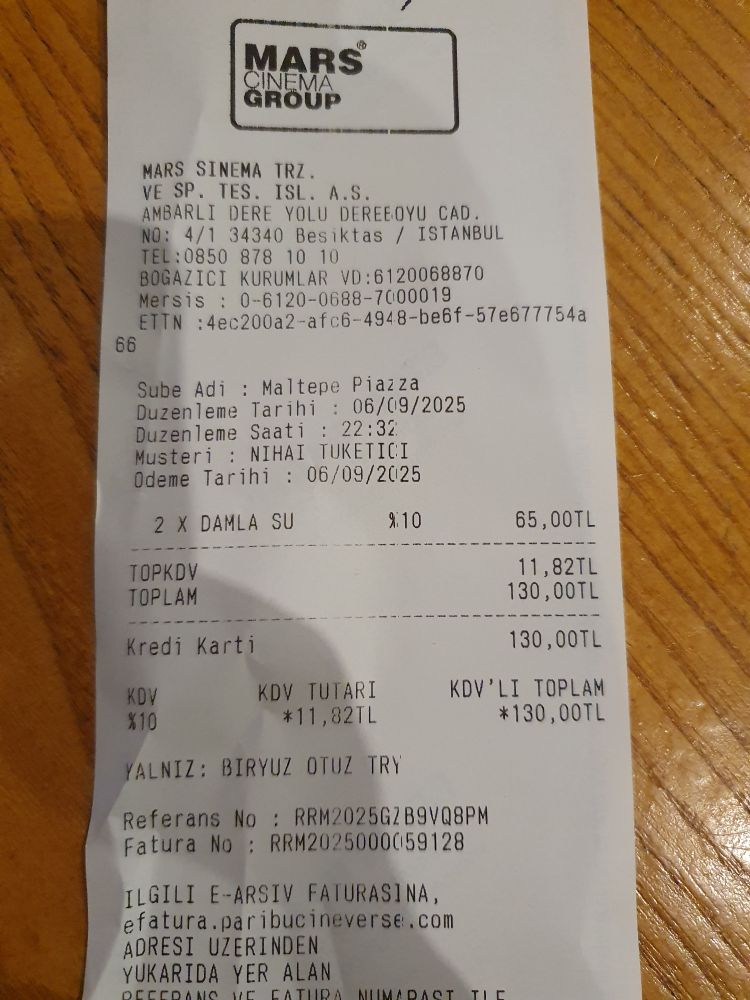 MARS®
CINEMA
GROUP
MARS SINEMA TRZ.
VE SP. TES. ISL. A.S.
AMBARLI DERE YOLU DEREBOYU CAD.
NO: 4/1 34340 Besiktas / ISTANBUL
TEL:0850 878 10 10
BOGAZICI KURUMLAR VD:6120068870
Mersis : 0-6120-0688-7000019
ETTN :4ec200a2-afc6-4948-be6f-57e677754a
66
Sube Adi : Maltepe Piazza
Duzenleme Tarihi : 06/09/2025
Duzenleme Saati : 22:32
Musteri : NIHAI TUKETICI
Odeme Tarihi : 06/09/2025
2 X DAMLA SU %10 65,00TL
TOPKDV 11,82TL
TOPLAM 130,00TL
Kredi Karti 130,00TL
KDV KDV TUTARI KDV'LI TOPLAM
%10 *11,82TL *130,00TL
YALNIZ: BIRYUZ OTUZ TRY
Referans No : RRM2025GZB9VQ8PM
Fatura No : RRM2025000059128
ILGILI E-ARSIV FATURASINA,
efatura.paribucineverse.com
ADRESI UZERINDEN
YUKARIDA YER ALAN
REFERANS VE FATURA NUMARASI ILE